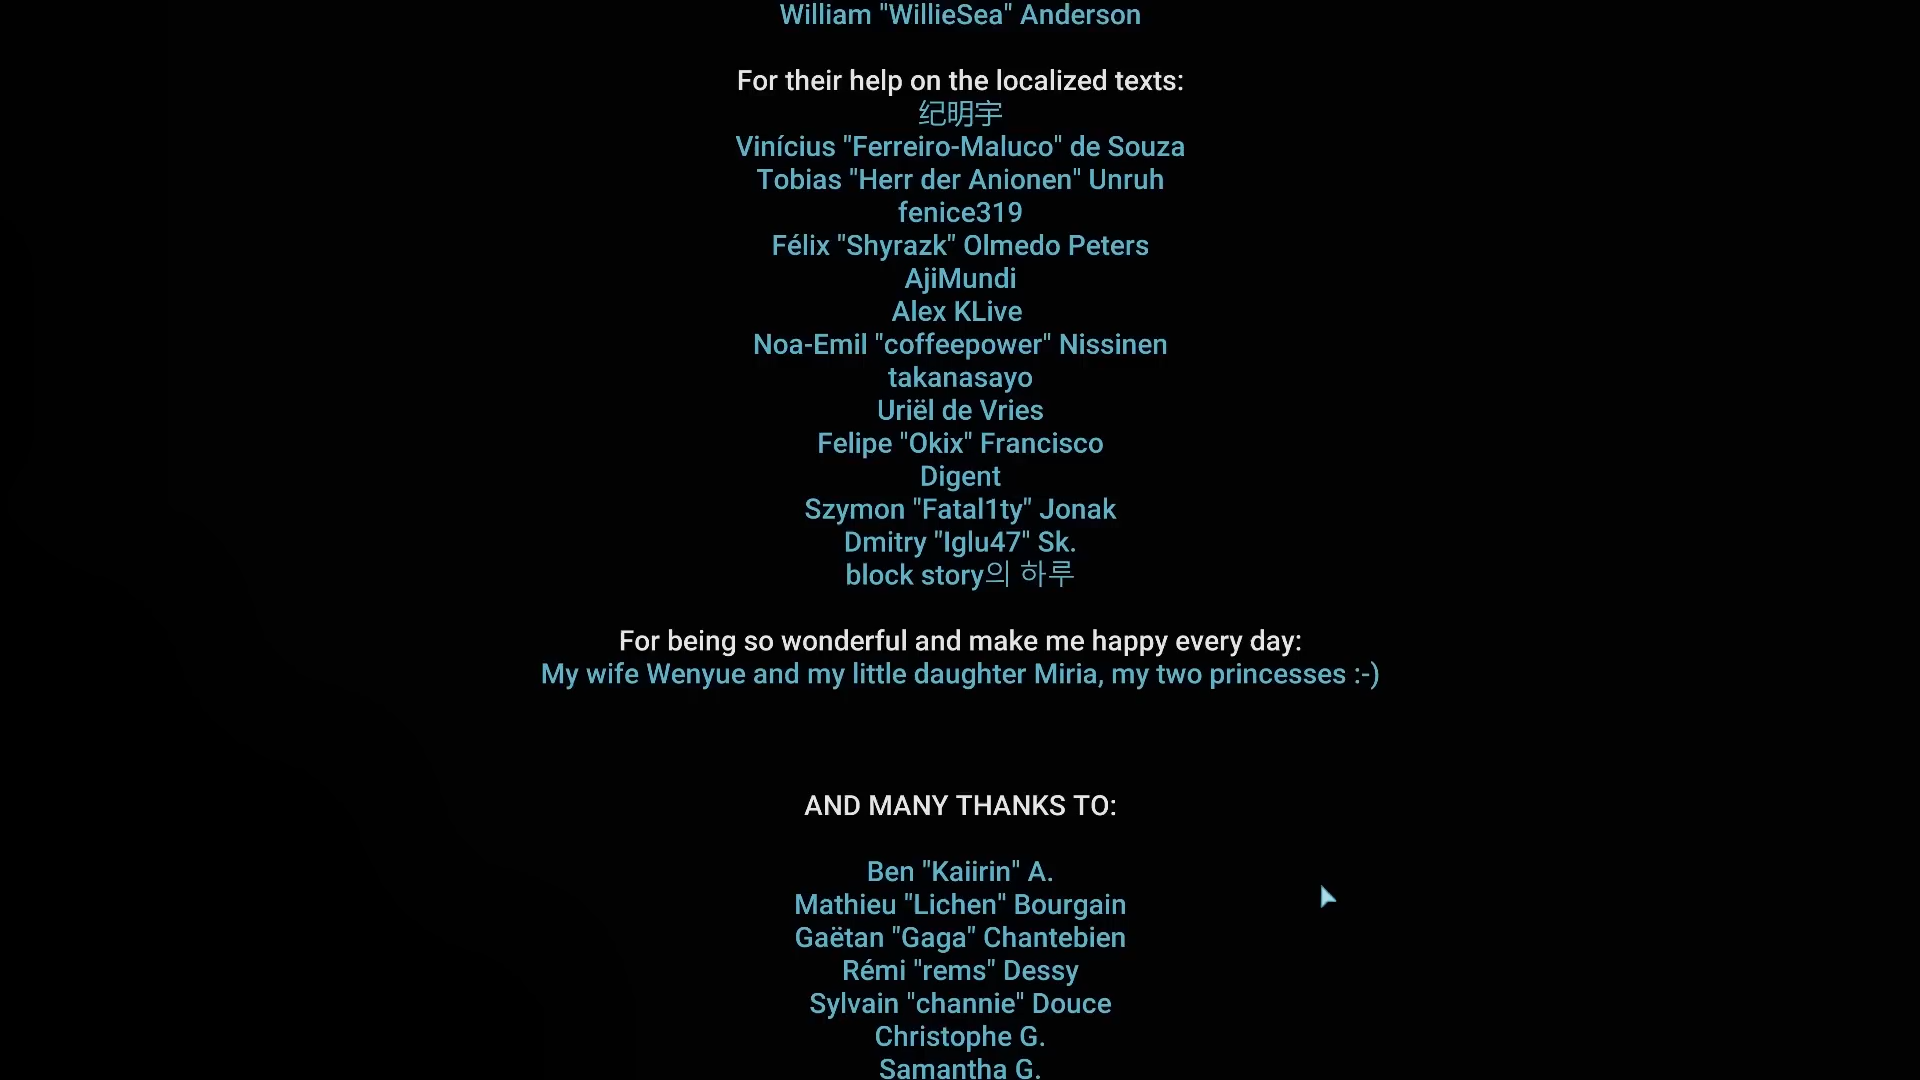 William "WillieSea" Anderson
For their help on the localized texts:
纪明宇
Vinícius "Ferreiro-Maluco" de Souza
Tobias "Herr der Anionen" Unruh
fenice319
Félix "Shyrazk" Olmedo Peters
AjiMundi
Alex KLive
Noa-Emil "coffeepower" Nissinen
takanasayo
Uriël de Vries
Felipe "Okix" Francisco
Digent
Szymon "Fatal1ty" Jonak
Dmitry "Iglu47" Sk.
block story의 하루
For being so wonderful and make me happy every day:
My wife Wenyue and my little daughter Miria, my two princesses :-)
AND MANY THANKS TO:
Ben "Kaiirin" A.
Mathieu "Lichen" Bourgain
Gaëtan "Gaga" Chantebien
Rémi "rems" Dessy
Sylvain "channie" Douce
Christophe G.
Samantha G.